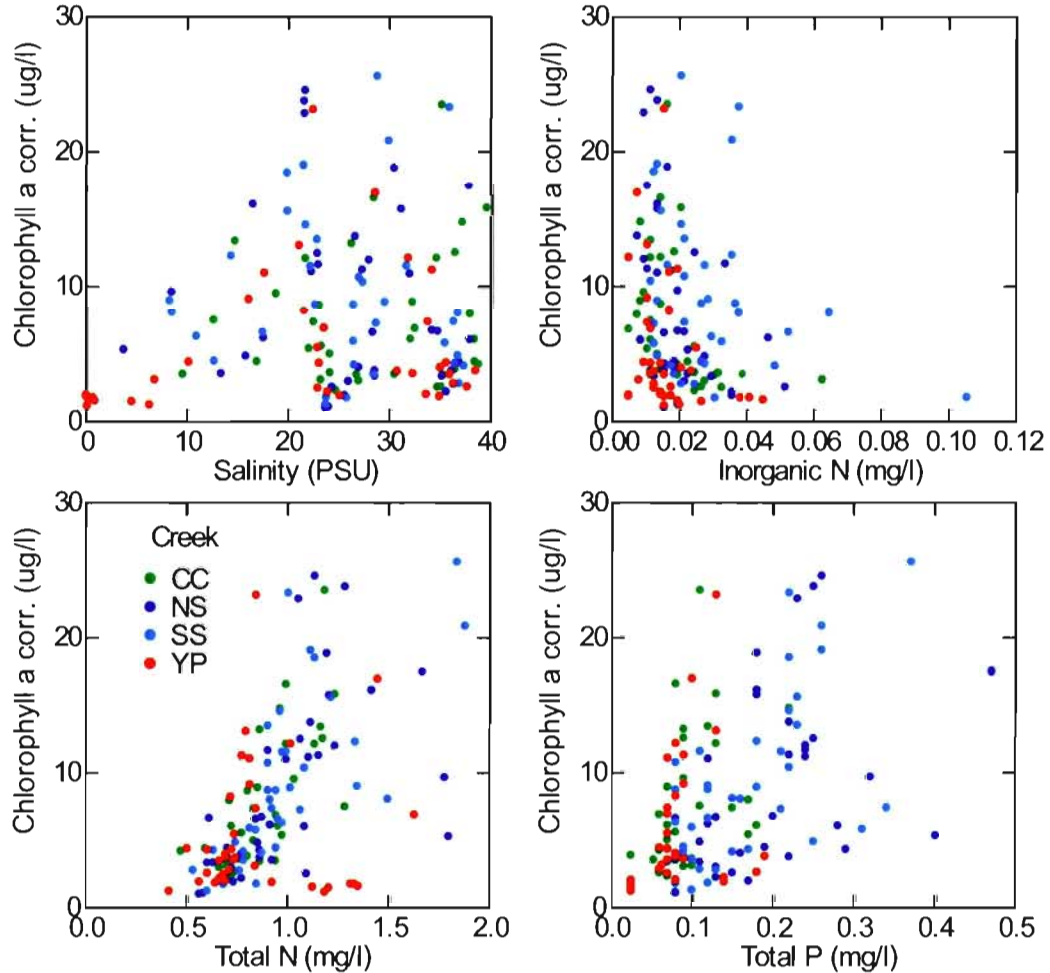 30
20
10
0
Chlorophyll a corr. (ug/l)
0 10 20 30 40
Salinity (PSU)
30
20
10
0
Chlorophyll a corr. (ug/l)
0.00 0.02 0.04 0.06 0.08 0.10 0.12
Inorganic N (mg/l)
30
20
10
0
Chlorophyll a corr. (ug/l)
Creek
CC
NS
SS
YP
0.0 0.5 1.0 1.5 2.0
Total N (mg/l)
30
20
10
0
Chlorophyll a corr. (ug/l)
0.0 0.1 0.2 0.3 0.4 0.5
Total P (mg/l)